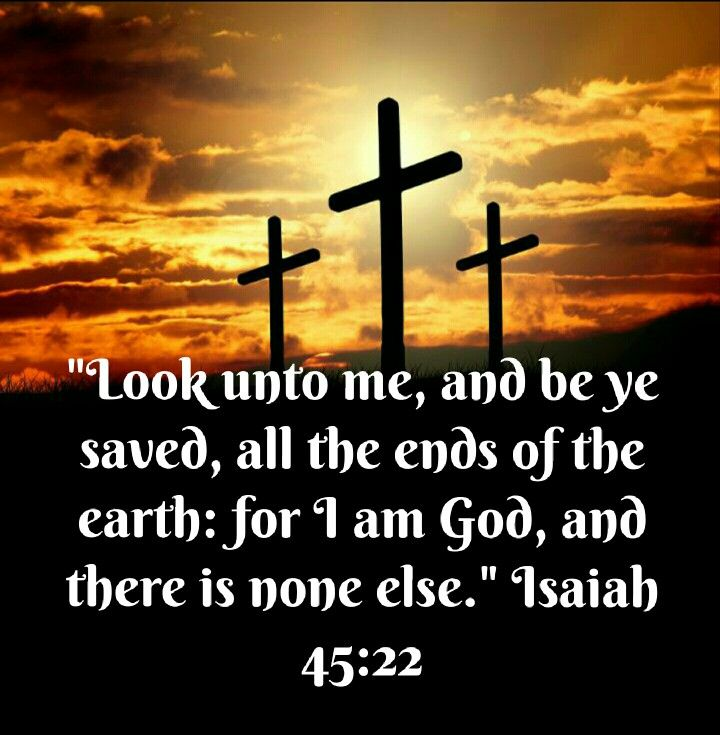 "Look unto me, and be ye
saved, all the ends of the
earth: for I am God, and
there is none else." Isaiah
45:22